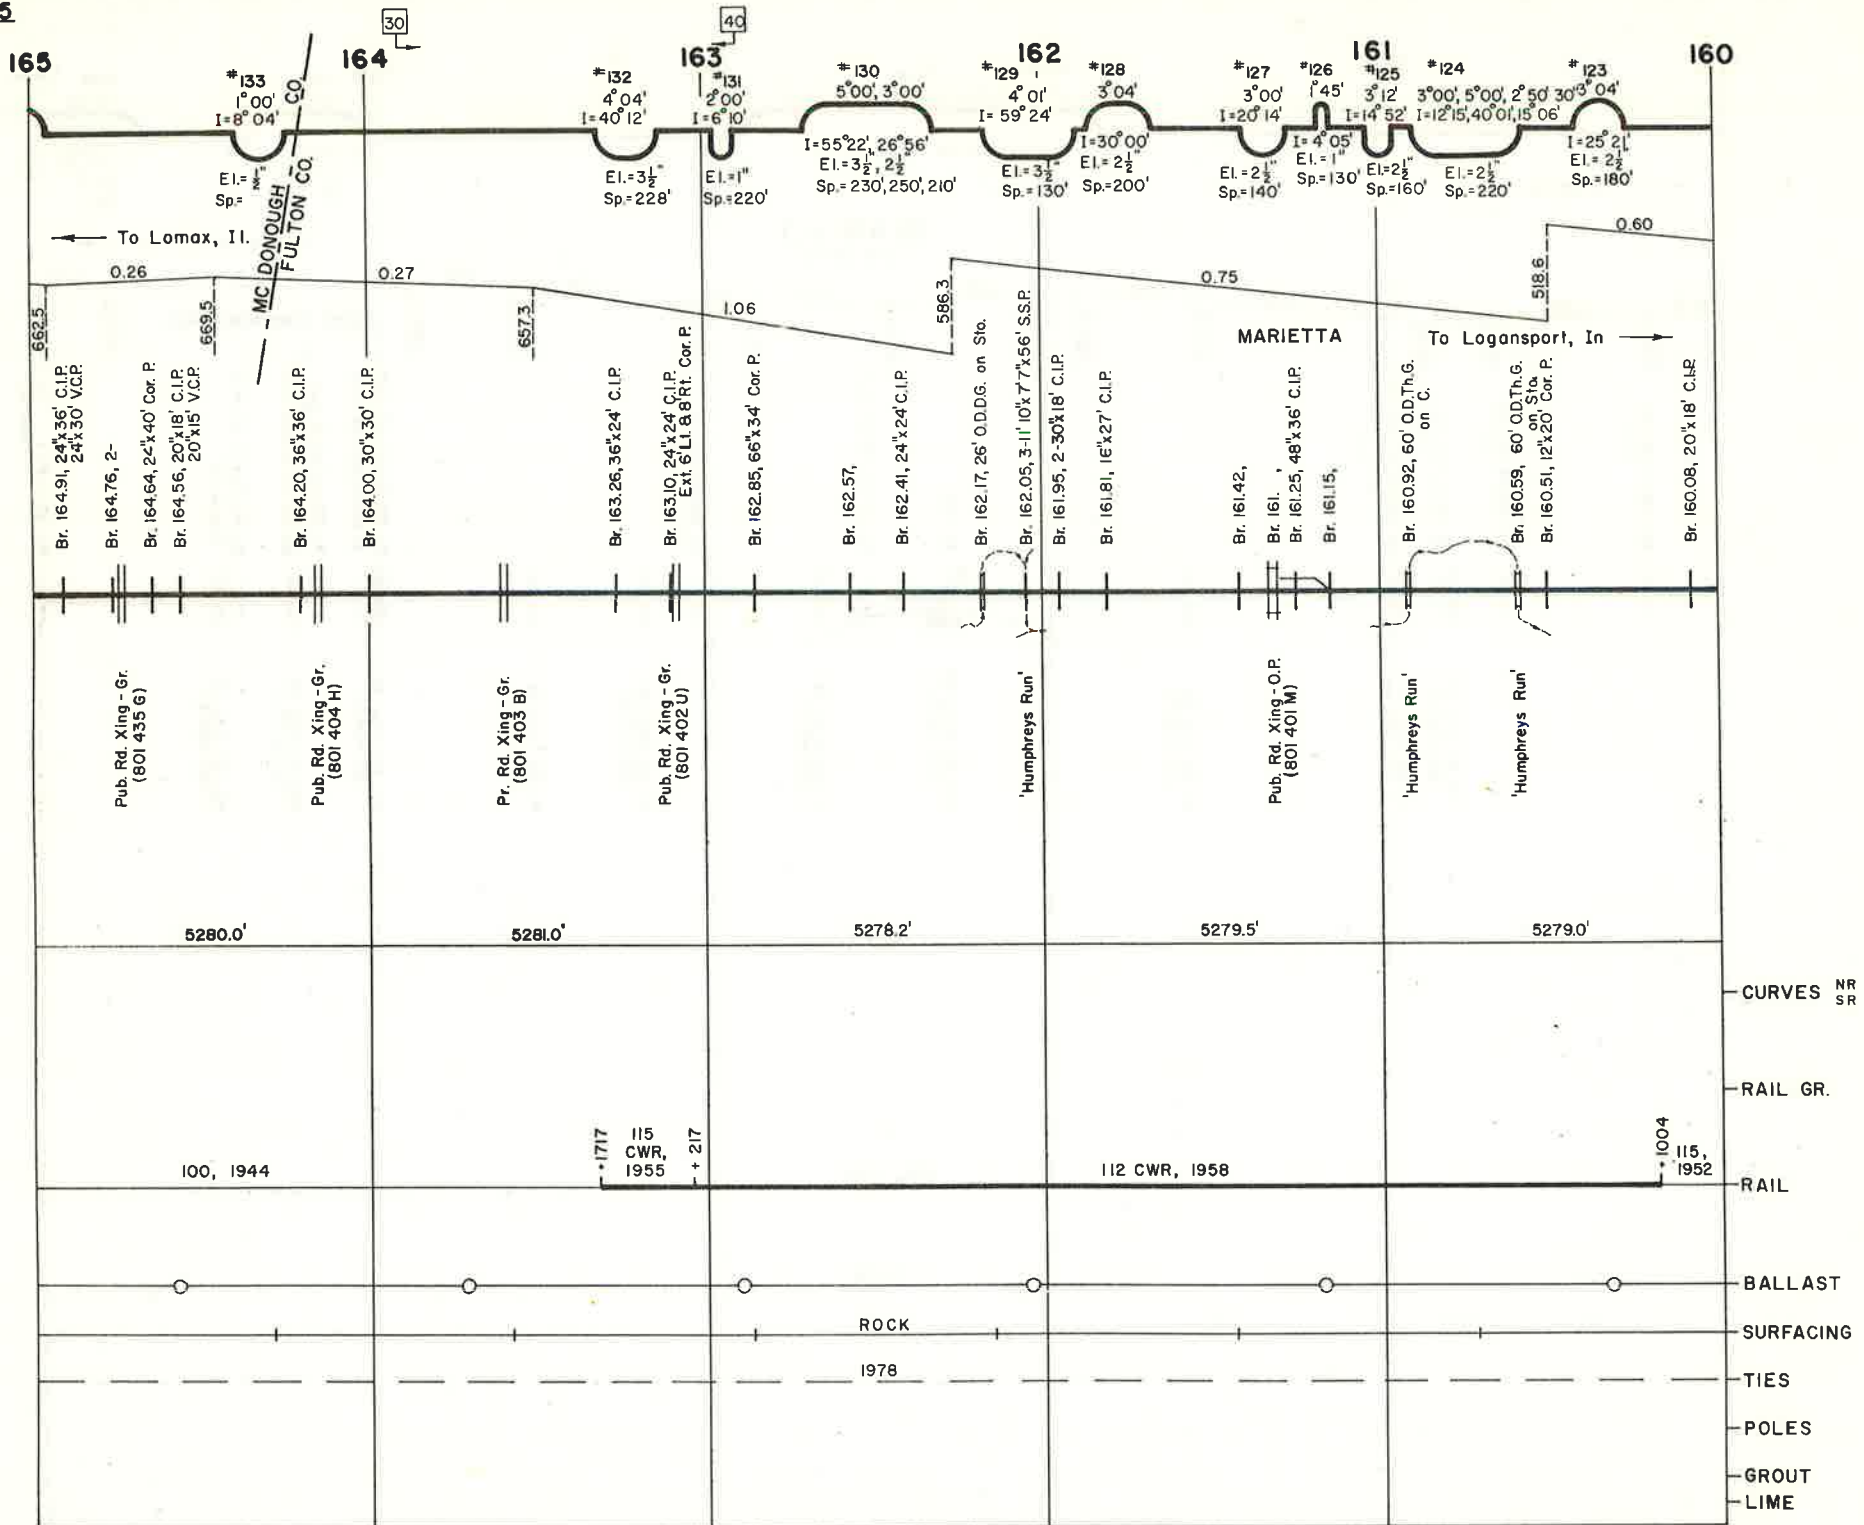 5
30
40
165
164
163
162
161
160
#133
1°00'
I=8°04'
El.= ½"
Sp.=
#132
4°04'
I=40°12'
El.=3½"
Sp.=228'
#131
2°00'
I=6°10'
El.=1"
Sp.=220'
#130
5°00', 3°00'
I=55°22', 26°56'
El.=3½", 2½"
Sp.=230', 250', 210'
#129
4°01'
I=59°24'
El.=3½"
Sp.=130'
#128
3°04'
I=30°00'
El.=2½"
Sp.=200'
#127
3°00'
I=20°14'
El.=2½"
Sp.=140'
#126
1°45'
I=4°05'
El.=1"
Sp.=130'
#125
3°12'
I=14°52'
El.=2½"
Sp.=160'
#124
3°00', 5°00', 2°50'30"
I=12°15, 40°01, 15°06'
El.=2½"
Sp.=220'
#123
3°04'
I=25°21'
El.=2½"
Sp.=180'
MC DONOUGH CO.
FULTON CO.
To Lomax, Il.
0.26
0.27
1.06
0.75
0.60
662.5
669.5
657.3
586.3
518.6
MARIETTA
To Logansport, In
Br. 164.91, 24"x36' C.I.P.
24"x30' V.C.P.
Br. 164.76, 2-
Br. 164.64, 24"x40' Cor. P.
Br. 164.56, 20"x18' C.I.P.
20"x15' V.C.P.
Br. 164.20, 36"x36' C.I.P.
Br. 164.00, 30"x30' C.I.P.
Br. 163.26, 36"x24' C.I.P.
Br. 163.10, 24"x24' C.I.P.
Ext. 6' Lt. & 8' Rt. Cor. P.
Br. 162.85, 66"x34' Cor. P.
Br. 162.57,
Br. 162.41, 24"x24' C.I.P.
Br. 162.17, 26' O.D.D.G. on Sto.
Br. 162.05, 3-11'10"x7'7"x56' S.S.P.
Br. 161.95, 2-30"x18' C.I.P.
Br. 161.81, 16"x27' C.I.P.
Br. 161.42,
Br. 161. ,
Br. 161.25, 48"x36' C.I.P.
Br. 161.15,
Br. 160.92, 60' O.D.Th.G.
on C.
Br. 160.59, 60' O.D.Th.G.
on Sto.
Br. 160.51, 12"x20' Cor. P.
Br. 160.08, 20"x18' C.I.P.
Pub. Rd. Xing-Gr.
(801 435 G)
Pub. Rd. Xing-Gr.
(801 404 H)
Pr. Rd. Xing-Gr.
(801 403 B)
Pub. Rd. Xing-Gr.
(801 402 U)
'Humphreys Run'
Pub. Rd. Xing-O.P.
(801 401 M)
'Humphreys Run'
'Humphreys Run'
5280.0'
5281.0'
5278.2'
5279.5'
5279.0'
CURVES NR
SR
RAIL GR.
100, 1944
+1717
115
CWR,
1955
+ 217
112 CWR, 1958
+1004
115,
1952
RAIL
BALLAST
ROCK
SURFACING
1978
TIES
POLES
GROUT
LIME